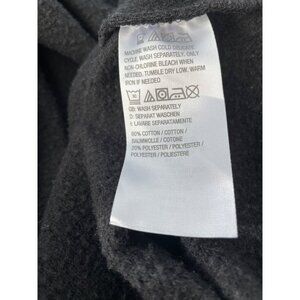 MACHINE WASH COLD DELICATE
CYCLE, WASH SEPARATELY, ONLY
NON-CHLORINE BLEACH WHEN
NEEDED, TUMBLE DRY LOW, WARM
IRON IF NEEDED
GB: WASH SEPARATELY
D: SEPARAT WASCHEN
I: LAVARE SEPARATAMENTE
80% COTTON / COTTON /
BAUMWOLLE / COTONE
20% POLYESTER / POLYESTER /
POLYESTER / POLIESTERE